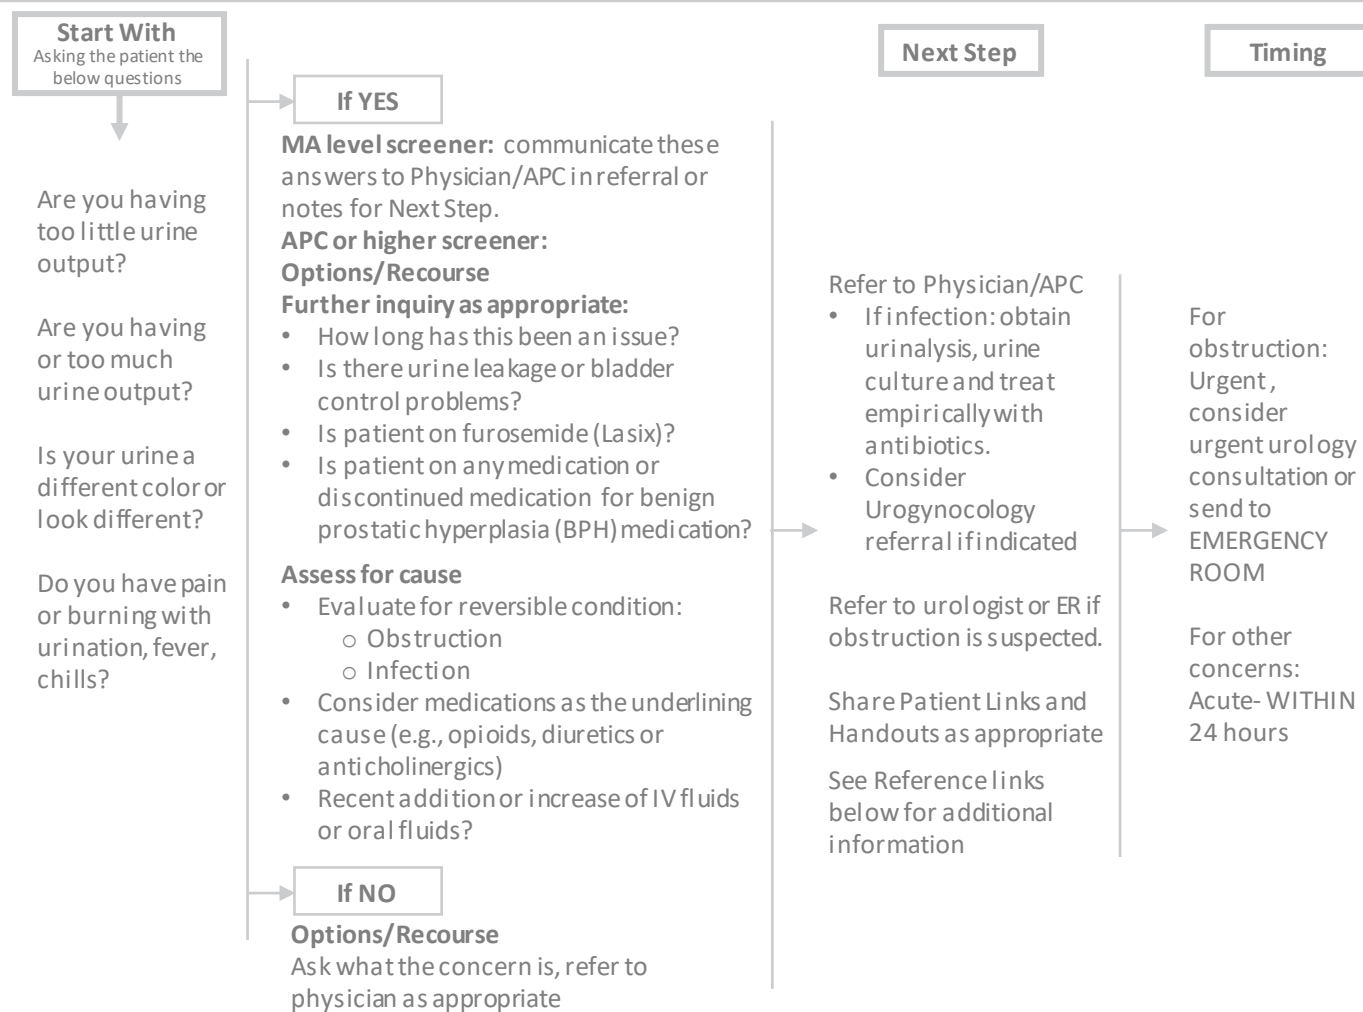 Start With
Asking the patient the
below questions
Are you having
too little urine
output?
Are you having
or too much
urine output?
Is your urine a
different color or
look different?
Do you have pain
or burning with
urination, fever,
chills?
If YES
MA level screener: communicate these
answers to Physician/APC in referral or
notes for Next Step.
APC or higher screener:
Options/Recourse
Further inquiry as appropriate:
• How long has this been an issue?
• Is there urine leakage or bladder
control problems?
• Is patient on furosemide (Lasix)?
• Is patient on any medication or
discontinued medication for benign
prostatic hyperplasia (BPH) medication?
Assess for cause
• Evaluate for reversible condition:
o Obstruction
o Infection
• Consider medications as the underlining
cause (e.g., opioids, diuretics or
anticholinergics)
• Recent addition or increase of IV fluids
or oral fluids?
If NO
Options/Recourse
Ask what the concern is, refer to
physician as appropriate
Next Step
Refer to Physician/APC
• If infection: obtain
urinalysis, urine
culture and treat
empirically with
antibiotics.
• Consider
Urogynocology
referral if indicated
Refer to urologist or ER if
obstruction is suspected.
Share Patient Links and
Handouts as appropriate
See Reference links
below for additional
information
Timing
For
obstruction:
Urgent ,
consider
urgent urology
consultation or
send to
EMERGENCY
ROOM
For other
concerns:
Acute- WITHIN
24 hours